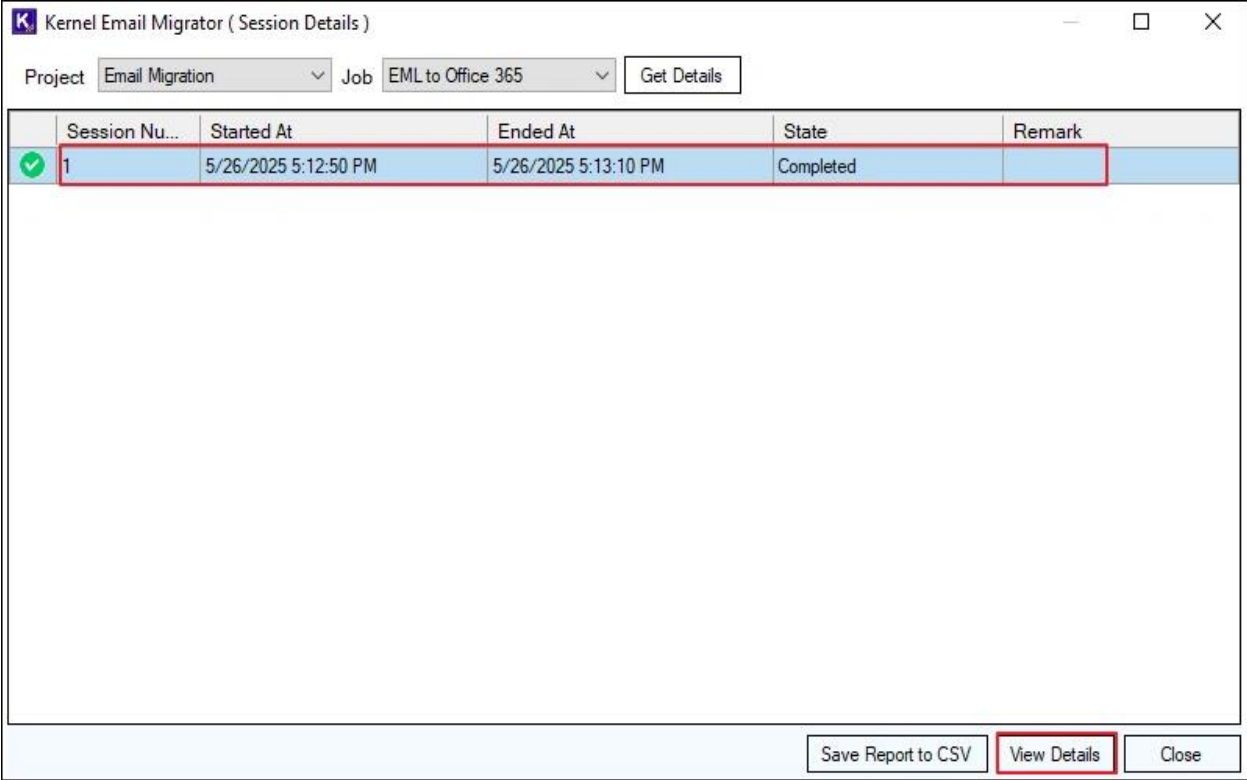 K Kernel Email Migrator ( Session Details )
Project Email Migration Job EML to Office 365 Get Details
Session Nu... Started At Ended At State Remark
1 5/26/2025 5:12:50 PM 5/26/2025 5:13:10 PM Completed
Save Report to CSV View Details Close